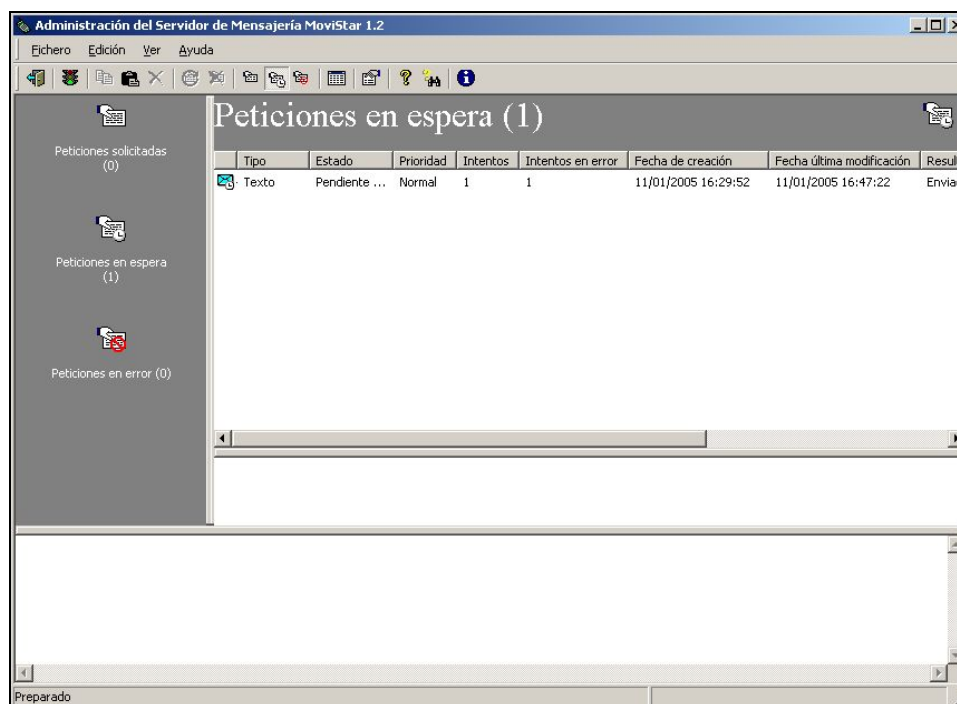 Administración del Servidor de Mensajería MoviStar 1.2
Fichero Edición Ver Ayuda
Peticiones solicitadas
(0)
Peticiones en espera
(1)
Peticiones en error (0)
Peticiones en espera (1)
Tipo Estado Prioridad Intentos Intentos en error Fecha de creación Fecha última modificación Resul
Texto Pendiente ... Normal 1 1 11/01/2005 16:29:52 11/01/2005 16:47:22 Envia
Preparado